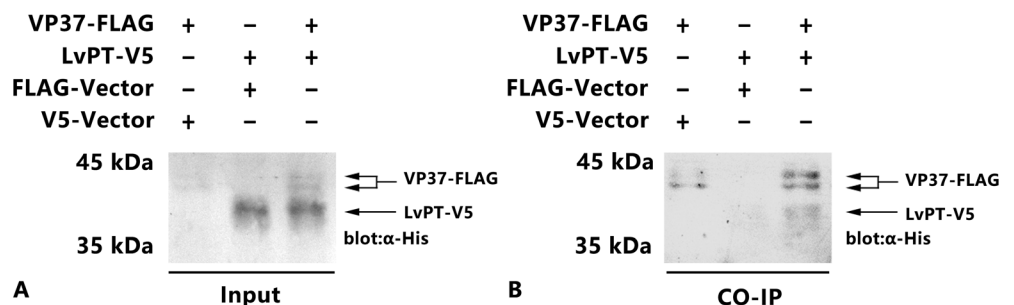 VP37-FLAG + − +
LvPT-V5 − + +
FLAG-Vector − + −
V5-Vector + − −
45 kDa
VP37-FLAG
LvPT-V5
35 kDa
blot:α-His
A
Input
VP37-FLAG + − +
LvPT-V5 − + +
FLAG-Vector − + −
V5-Vector + − −
45 kDa
VP37-FLAG
LvPT-V5
35 kDa
blot:α-His
B
CO-IP